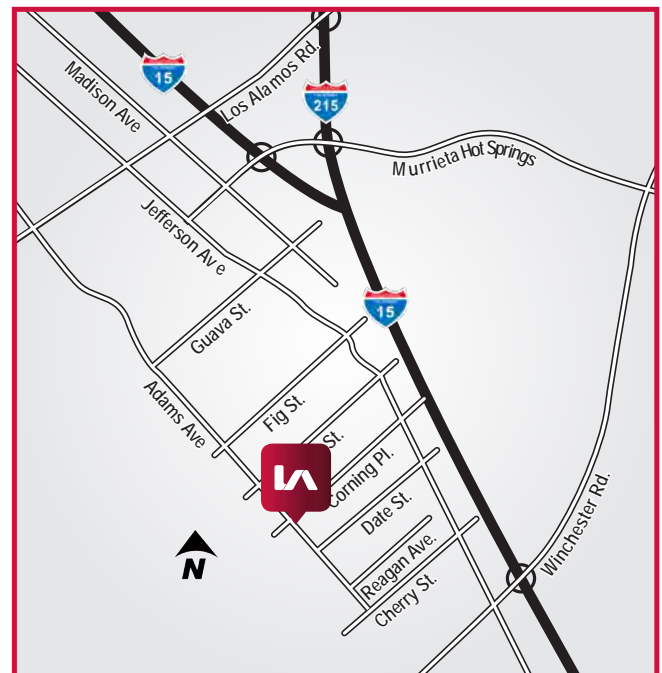 Los Alamos Rd.
15
Madison Ave
215
Murrieta Hot Springs
Jefferson Ave
15
Guava St.
Adams Ave
Fig St.
St.
Corning Pl.
Date St.
Winchester Rd.
Reagan Ave.
Cherry St.
N